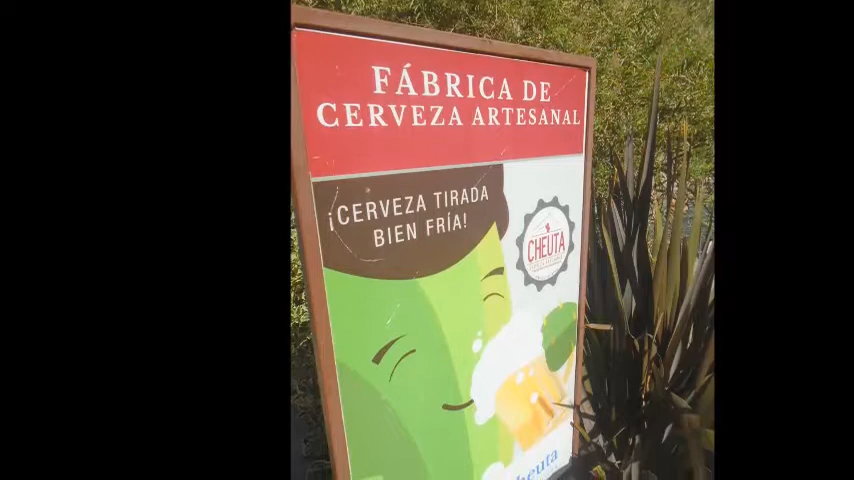 FÁBRICA DE
CERVEZA ARTESANAL
¡CERVEZA TIRADA
BIEN FRÍA!
CHEUTA